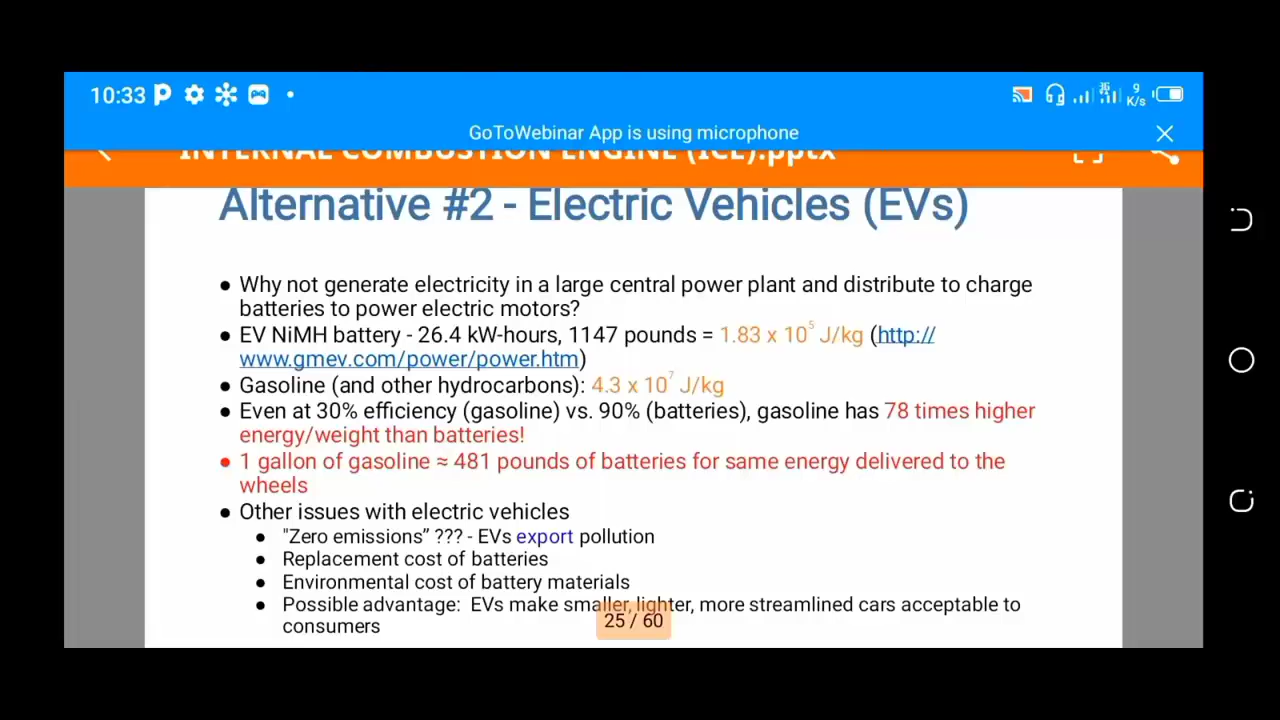 10:33
9
K/s
GoToWebinar App is using microphone
INTERNAL COMBUSTION ENGINE (ICE).pptx
Alternative #2 - Electric Vehicles (EVs)
● Why not generate electricity in a large central power plant and distribute to charge
batteries to power electric motors?
● EV NiMH battery - 26.4 kW-hours, 1147 pounds = 1.83 x 10⁵ J/kg (http://
www.gmev.com/power/power.htm)
● Gasoline (and other hydrocarbons): 4.3 x 10⁷ J/kg
● Even at 30% efficiency (gasoline) vs. 90% (batteries), gasoline has 78 times higher
energy/weight than batteries!
● 1 gallon of gasoline ≈ 481 pounds of batteries for same energy delivered to the
wheels
● Other issues with electric vehicles
● "Zero emissions” ??? - EVs export pollution
● Replacement cost of batteries
● Environmental cost of battery materials
● Possible advantage: EVs make smaller, lighter, more streamlined cars acceptable to
consumers
25 / 60